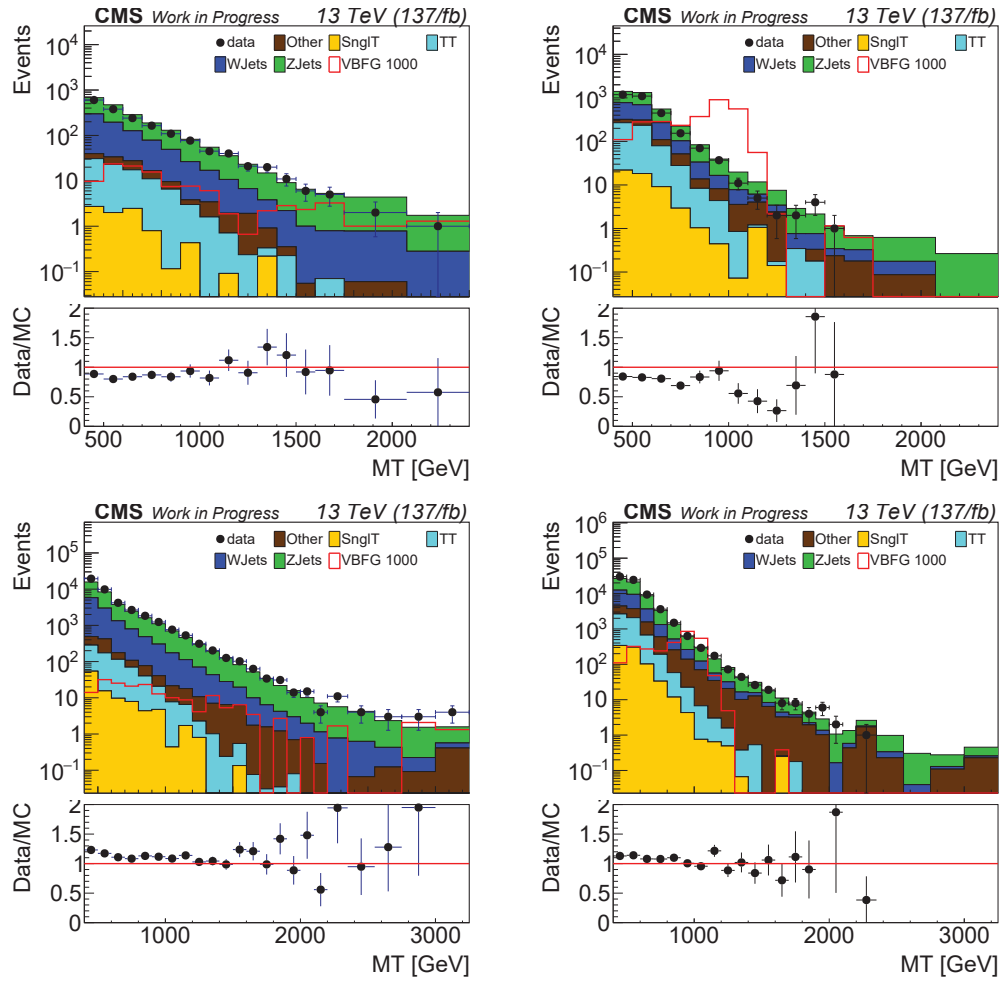 CMS Work in Progress 13 TeV (137/fb)
Events
10⁴
10³
10²
10
1
10⁻¹
data Other SnglT TT
WJets ZJets VBFG 1000
Data/MC
2
1.5
1
0.5
0
500 1000 1500 2000
MT [GeV]
CMS Work in Progress 13 TeV (137/fb)
Events
10⁴
10³
10²
10
1
10⁻¹
data Other SnglT TT
WJets ZJets VBFG 1000
Data/MC
2
1.5
1
0.5
0
500 1000 1500 2000
MT [GeV]
CMS Work in Progress 13 TeV (137/fb)
Events
10⁵
10⁴
10³
10²
10
1
10⁻¹
data Other SnglT TT
WJets ZJets VBFG 1000
Data/MC
2
1.5
1
0.5
0
1000 2000 3000
MT [GeV]
CMS Work in Progress 13 TeV (137/fb)
Events
10⁶
10⁵
10⁴
10³
10²
10
1
10⁻¹
data Other SnglT TT
WJets ZJets VBFG 1000
Data/MC
2
1.5
1
0.5
0
1000 2000 3000
MT [GeV]